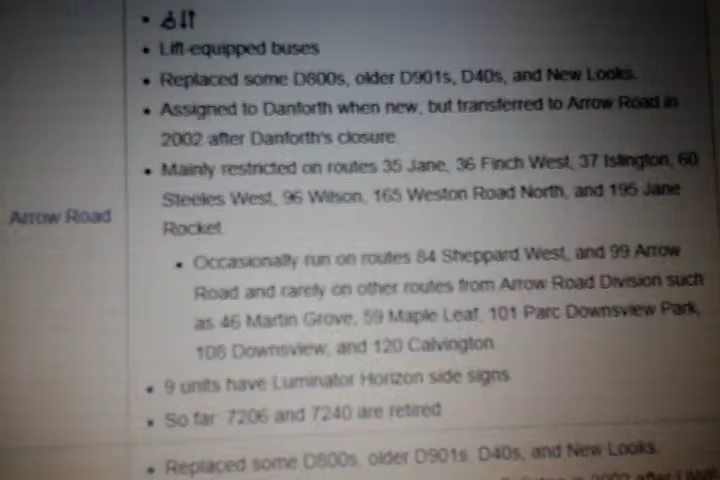 Lift-equipped buses
Replaced some D800s, older D901s, D40s, and New Looks.
Assigned to Danforth when new, but transferred to Arrow Road in
2002 after Danforth's closure.
Mainly restricted on routes 35 Jane, 36 Finch West, 37 Islington, 60
Steeles West, 96 Wilson, 165 Weston Road North, and 195 Jane
Rocket.
Arrow Road
Occasionally run on routes 84 Sheppard West, and 99 Arrow
Road and rarely on other routes from Arrow Road Division such
as 46 Martin Grove, 59 Maple Leaf, 101 Parc Downsview Park,
108 Downsview, and 120 Calvington.
9 units have Luminator Horizon side signs.
So far 7206 and 7240 are retired.
Replaced some D800s, older D901s, D40s, and New Looks.